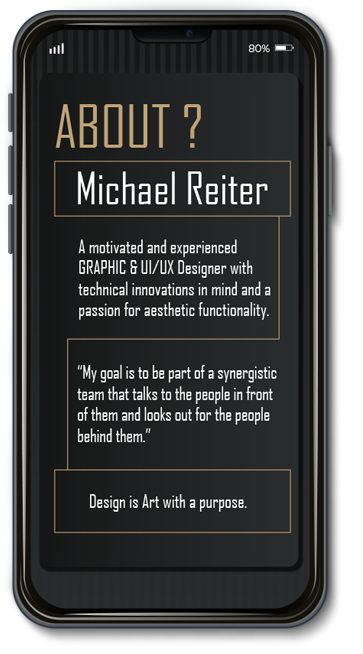 80%
ABOUT ?
Michael Reiter
A motivated and experienced
GRAPHIC & UI/UX Designer with
technical innovations in mind and a
passion for aesthetic functionality.
“My goal is to be part of a synergistic
team that talks to the people in front
of them and looks out for the people
behind them.”
Design is Art with a purpose.